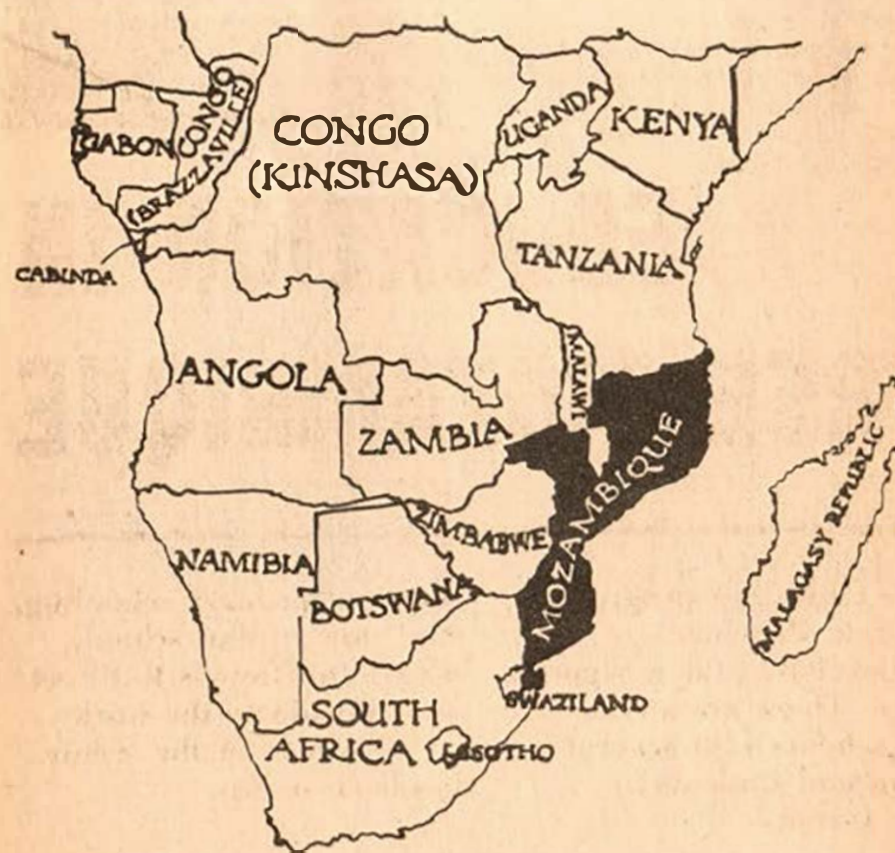 GABON
CONGO
(BRAZZAVILLE)
CONGO
(KINSHASA)
UGANDA
KENYA
CABINDA
TANZANIA
ANGOLA
MALAWI
ZAMBIA
MOZAMBIQUE
MALAGASY REPUBLIC
NAMIBIA
ZIMBABWE
BOTSWANA
SWAZILAND
SOUTH
AFRICA
LESOTHO